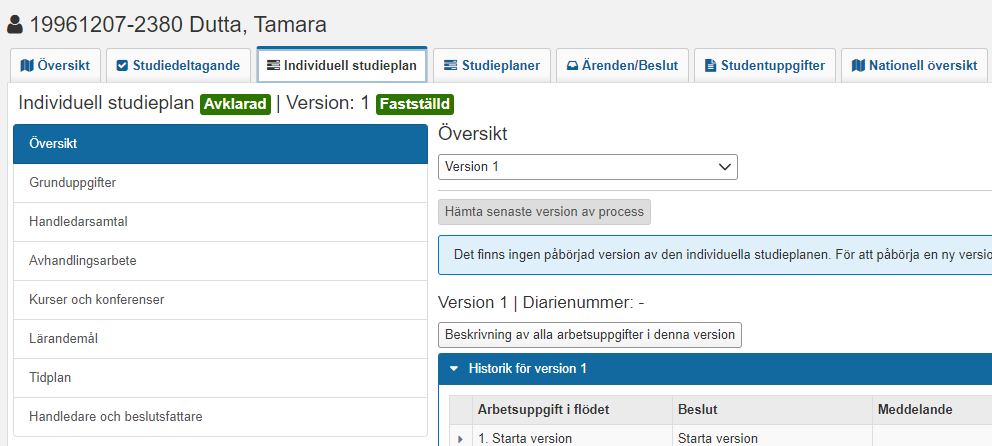 19961207-2380 Dutta, Tamara
Översikt Studiedeltagande Individuell studieplan Studieplaner Ärenden/Beslut Studentuppgifter Nationell översikt
Individuell studieplan Avklarad | Version: 1 Fastställd
Översikt
Grunduppgifter
Handledarsamtal
Avhandlingsarbete
Kurser och konferenser
Lärandemål
Tidplan
Handledare och beslutsfattare
Översikt
Version 1
Hämta senaste version av process
Det finns ingen påbörjad version av den individuella studieplanen. För att påbörja en ny versio
Version 1 | Diarienummer: -
Beskrivning av alla arbetsuppgifter i denna version
Historik för version 1
Arbetsuppgift i flödet Beslut Meddelande
1. Starta version Starta version